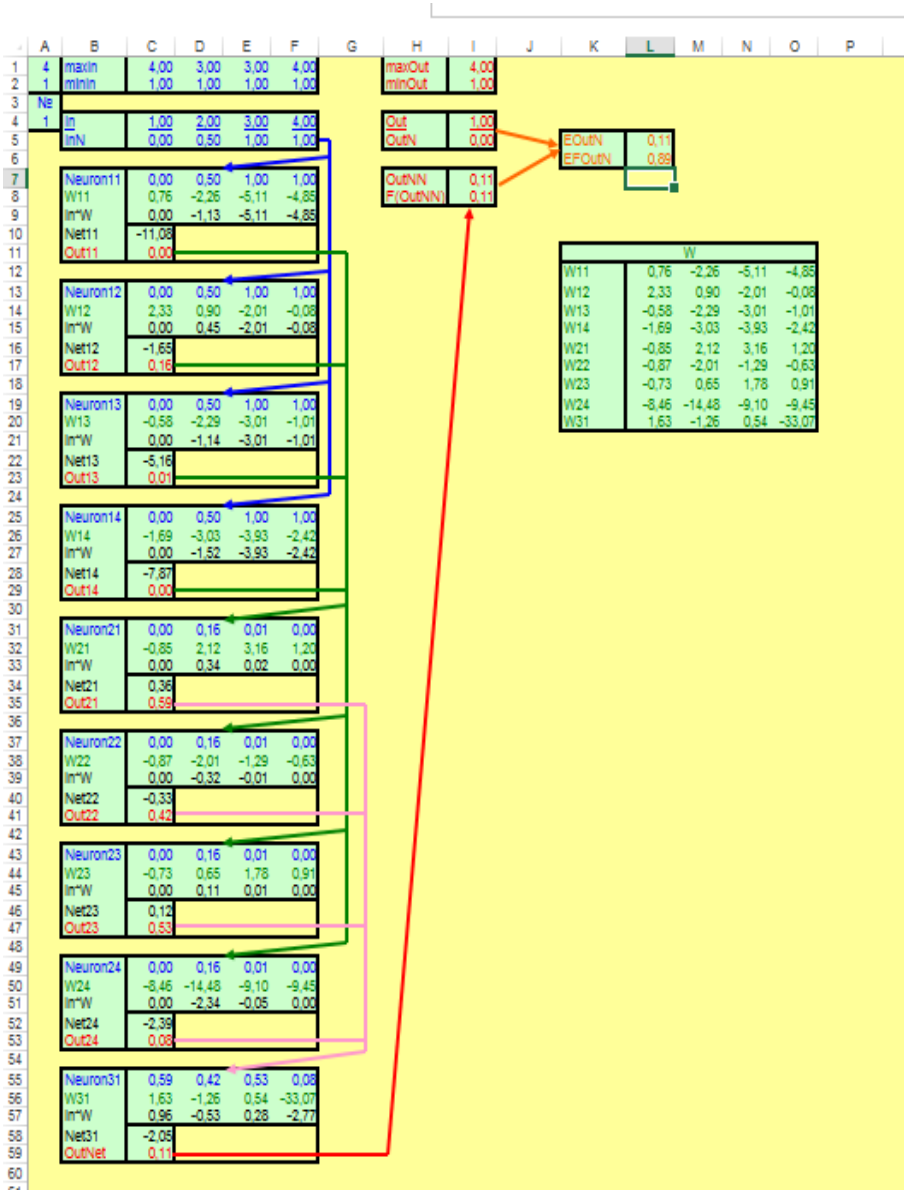 A B C D E F G H I J K L M N O P
1 4 maxIn 4,00 3,00 3,00 4,00 maxOut 4,00
2 1 minIn 1,00 1,00 1,00 1,00 minOut 1,00
3 №
4 1 In 1,00 2,00 3,00 4,00 Out 1,00
5 InN 0,00 0,50 1,00 1,00 OutN 0,00 EOutN 0,11
6 EFOutN 0,89
7 Neuron11 0,00 0,50 1,00 1,00 OutNN 0,11
8 W11 0,76 -2,26 -5,11 -4,85 F(OutNN) 0,11
9 In*W 0,00 -1,13 -5,11 -4,85
10 Net11 -11,08
11 Out11 0,00 W
12 W11 0,76 -2,26 -5,11 -4,85
13 Neuron12 0,00 0,50 1,00 1,00 W12 2,33 0,90 -2,01 -0,08
14 W12 2,33 0,90 -2,01 -0,08 W13 -0,58 -2,29 -3,01 -1,01
15 In*W 0,00 0,45 -2,01 -0,08 W14 -1,69 -3,03 -3,93 -2,42
16 Net12 -1,65 W21 -0,85 2,12 3,16 1,20
17 Out12 0,16 W22 -0,87 -2,01 -1,29 -0,63
18 W23 -0,73 0,65 1,78 0,91
19 Neuron13 0,00 0,50 1,00 1,00 W24 -8,46 -14,48 -9,10 -9,45
20 W13 -0,58 -2,29 -3,01 -1,01 W31 1,63 -1,26 0,54 -33,07
21 In*W 0,00 -1,14 -3,01 -1,01
22 Net13 -5,16
23 Out13 0,01
24
25 Neuron14 0,00 0,50 1,00 1,00
26 W14 -1,69 -3,03 -3,93 -2,42
27 In*W 0,00 -1,52 -3,93 -2,42
28 Net14 -7,87
29 Out14 0,00
30
31 Neuron21 0,00 0,16 0,01 0,00
32 W21 -0,85 2,12 3,16 1,20
33 In*W 0,00 0,34 0,02 0,00
34 Net21 0,36
35 Out21 0,59
36
37 Neuron22 0,00 0,16 0,01 0,00
38 W22 -0,87 -2,01 -1,29 -0,63
39 In*W 0,00 -0,32 -0,01 0,00
40 Net22 -0,33
41 Out22 0,42
42
43 Neuron23 0,00 0,16 0,01 0,00
44 W23 -0,73 0,65 1,78 0,91
45 In*W 0,00 0,11 0,01 0,00
46 Net23 0,12
47 Out23 0,53
48
49 Neuron24 0,00 0,16 0,01 0,00
50 W24 -8,46 -14,48 -9,10 -9,45
51 In*W 0,00 -2,34 -0,05 0,00
52 Net24 -2,39
53 Out24 0,08
54
55 Neuron31 0,59 0,42 0,53 0,08
56 W31 1,63 -1,26 0,54 -33,07
57 In*W 0,96 -0,53 0,28 -2,77
58 Net31 -2,05
59 OutNet 0,11
60